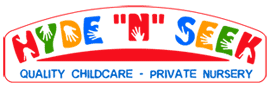 HYDE "N" SEEK
QUALITY CHILDCARE - PRIVATE NURSERY